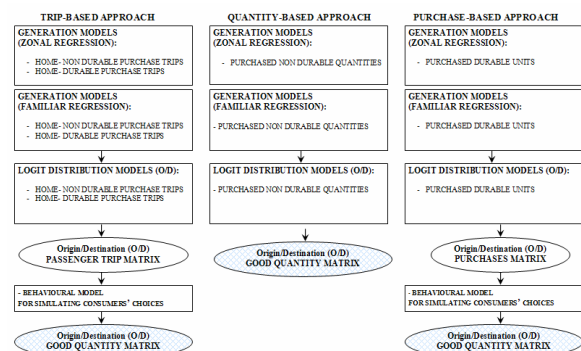 TRIP-BASED APPROACH
GENERATION MODELS
(ZONAL REGRESSION):
- HOME- NON DURABLE PURCHASE TRIPS
- HOME- DURABLE PURCHASE TRIPS
GENERATION MODELS
(FAMILIAR REGRESSION):
- HOME- NON DURABLE PURCHASE TRIPS
- HOME- DURABLE PURCHASE TRIPS
LOGIT DISTRIBUTION MODELS (O/D):
- HOME- NON DURABLE PURCHASE TRIPS
- HOME- DURABLE PURCHASE TRIPS
Origin/Destination (O/D)
PASSENGER TRIP MATRIX
- BEHAVIOURAL MODEL
FOR SIMULATING CONSUMERS' CHOICES
Origin/Destination (O/D)
GOOD QUANTITY MATRIX
QUANTITY-BASED APPROACH
GENERATION MODELS
(ZONAL REGRESSION):
- PURCHASED NON DURABLE QUANTITIES
GENERATION MODELS
(FAMILIAR REGRESSION):
- PURCHASED NON DURABLE QUANTITIES
LOGIT DISTRIBUTION MODELS (O/D):
- PURCHASED NON DURABLE QUANTITIES
Origin/Destination (O/D)
GOOD QUANTITY MATRIX
PURCHASE-BASED APPROACH
GENERATION MODELS
(ZONAL REGRESSION):
- PURCHASED DURABLE UNITS
GENERATION MODELS
(FAMILIAR REGRESSION):
- PURCHASED DURABLE UNITS
LOGIT DISTRIBUTION MODELS (O/D):
- PURCHASED DURABLE UNITS
Origin/Destination (O/D)
PURCHASES MATRIX
- BEHAVIOURAL MODEL
FOR SIMULATING CONSUMERS' CHOICES
Origin/Destination (O/D)
GOOD QUANTITY MATRIX